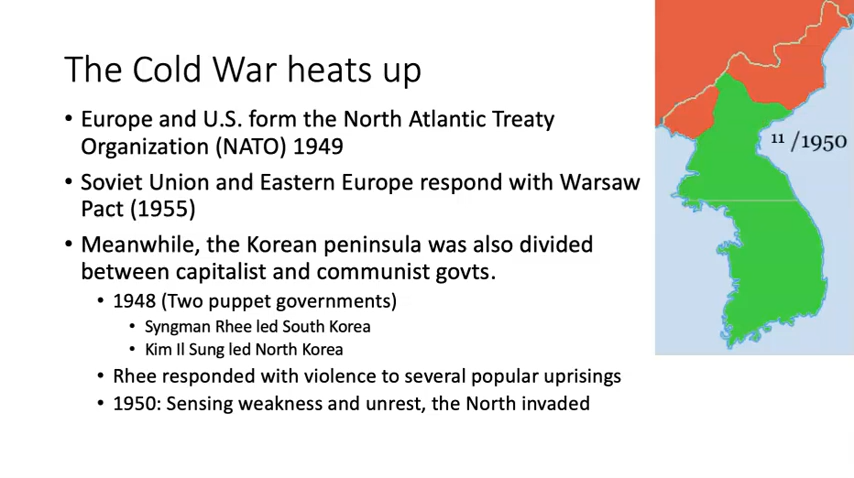 The Cold War heats up
• Europe and U.S. form the North Atlantic Treaty
Organization (NATO) 1949
• Soviet Union and Eastern Europe respond with Warsaw
Pact (1955)
• Meanwhile, the Korean peninsula was also divided
between capitalist and communist govts.
• 1948 (Two puppet governments)
• Syngman Rhee led South Korea
• Kim Il Sung led North Korea
• Rhee responded with violence to several popular uprisings
• 1950: Sensing weakness and unrest, the North invaded
11/1950